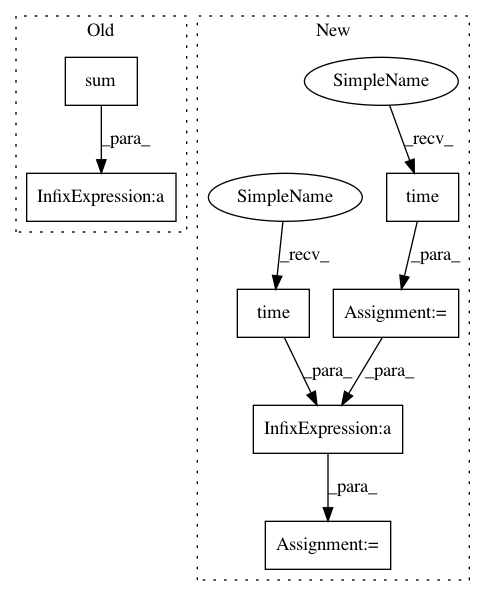 Old
New
sum
SimpleName
_para_
_recv_
InfixExpression:a
SimpleName
time
_recv_
_para_
time
Assignment:=
_para_
_para_
InfixExpression:a
_para_
Assignment:=